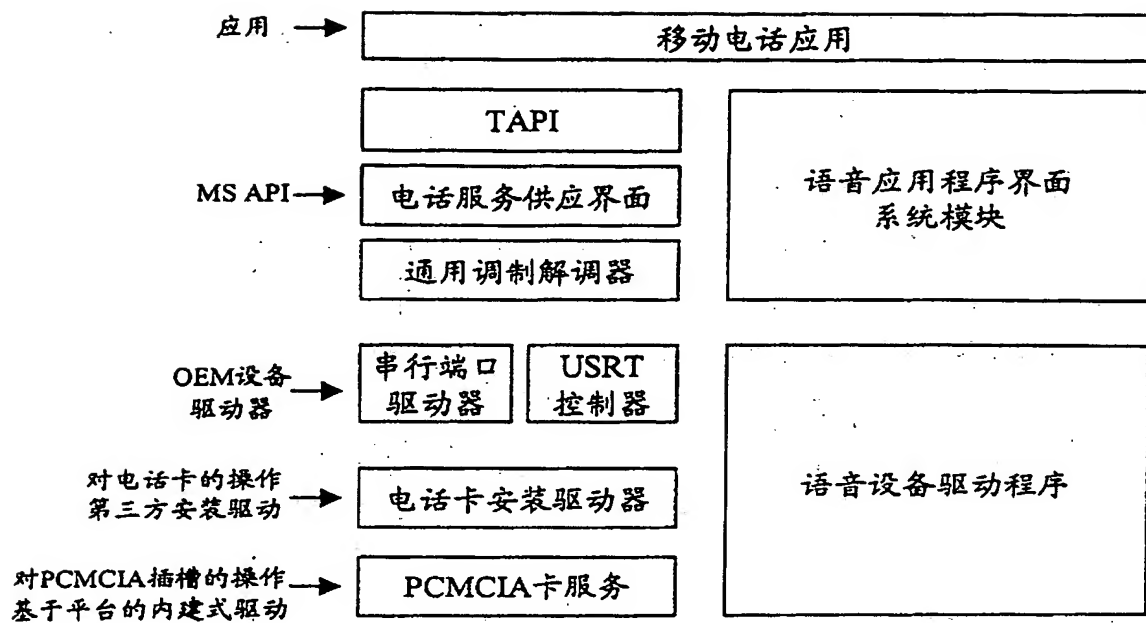 应用
移动电话应用
TAPI
MS API
电话服务供应界面
语音应用程序界面
系统模块
通用调制解调器
OEM设备
驱动器
串行端口
驱动器
USRT
控制器
语音设备驱动程序
对电话卡的操作
第三方安装驱动
电话卡安装驱动器
对PCMCIA插槽的操作
基于平台的内建式驱动
PCMCIA卡服务